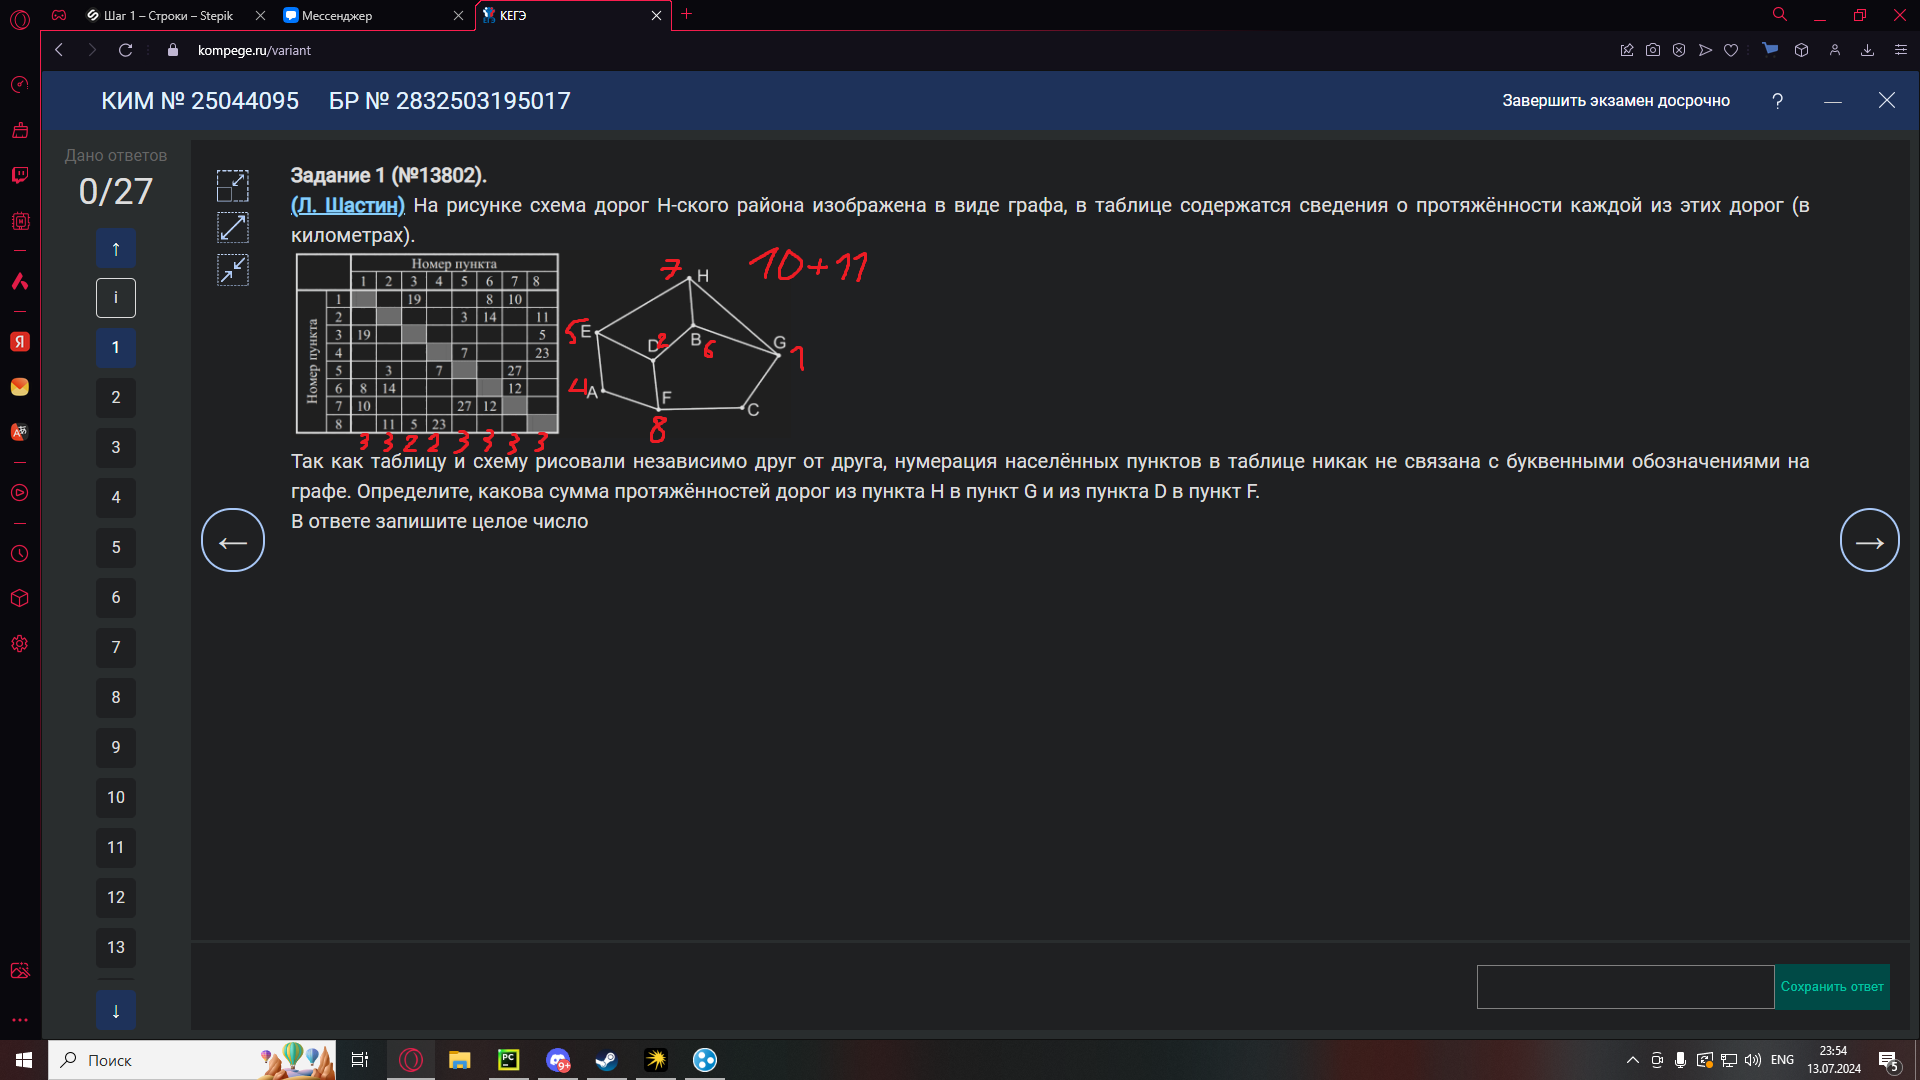 Шаг 1 – Строки – Stepik
Мессенджер
КЕГЭ
kompege.ru/variant
КИМ № 25044095 БР № 2832503195017
Завершить экзамен досрочно ?
Дано ответов
0/27
↑
i
1
2
3
4
5
6
7
8
9
10
11
12
13
↓
Задание 1 (№13802).
(Л. Шастин) На рисунке схема дорог Н-ского района изображена в виде графа, в таблице содержатся сведения о протяжённости каждой из этих дорог (в
километрах).
Номер пункта
1 2 3 4 5 6 7 8
Номер пункта
1 19 8 10
2 3 14 11
3 19 5
4 7 23
5 3 7 27
6 8 14 12
7 10 27 12
8 11 5 23
3 3 2 2 3 3 3 3
7 H
10+11
5 E
D 2
B 6
G 1
4 A
F 8
C
Так как таблицу и схему рисовали независимо друг от друга, нумерация населённых пунктов в таблице никак не связана с буквенными обозначениями на
графе. Определите, какова сумма протяжённостей дорог из пункта H в пункт G и из пункта D в пункт F.
В ответе запишите целое число
← →
Сохранить ответ
Я
Поиск
PC
9+
ENG
23:54
13.07.2024
5